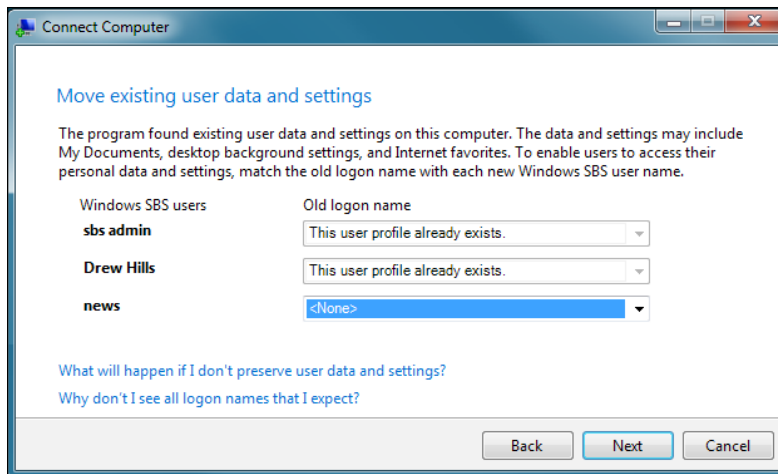 Connect Computer
Move existing user data and settings
The program found existing user data and settings on this computer. The data and settings may include
My Documents, desktop background settings, and Internet favorites. To enable users to access their
personal data and settings, match the old logon name with each new Windows SBS user name.
Windows SBS users Old logon name
sbs admin This user profile already exists.
Drew Hills This user profile already exists.
news <None>
What will happen if I don't preserve user data and settings?
Why don't I see all logon names that I expect?
Back Next Cancel